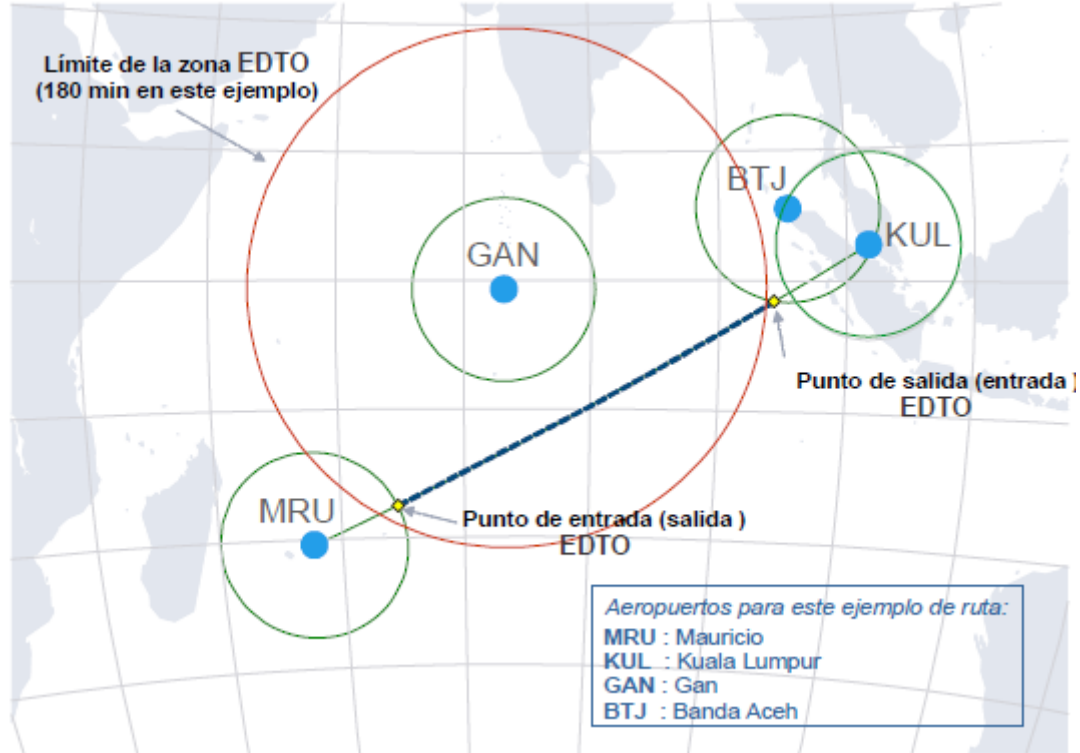 Límite de la zona EDTO
(180 min en este ejemplo)
BTJ
KUL
GAN
Punto de salida (entrada )
EDTO
MRU
Punto de entrada (salida )
EDTO
Aeropuertos para este ejemplo de ruta:
MRU : Mauricio
KUL : Kuala Lumpur
GAN : Gan
BTJ : Banda Aceh